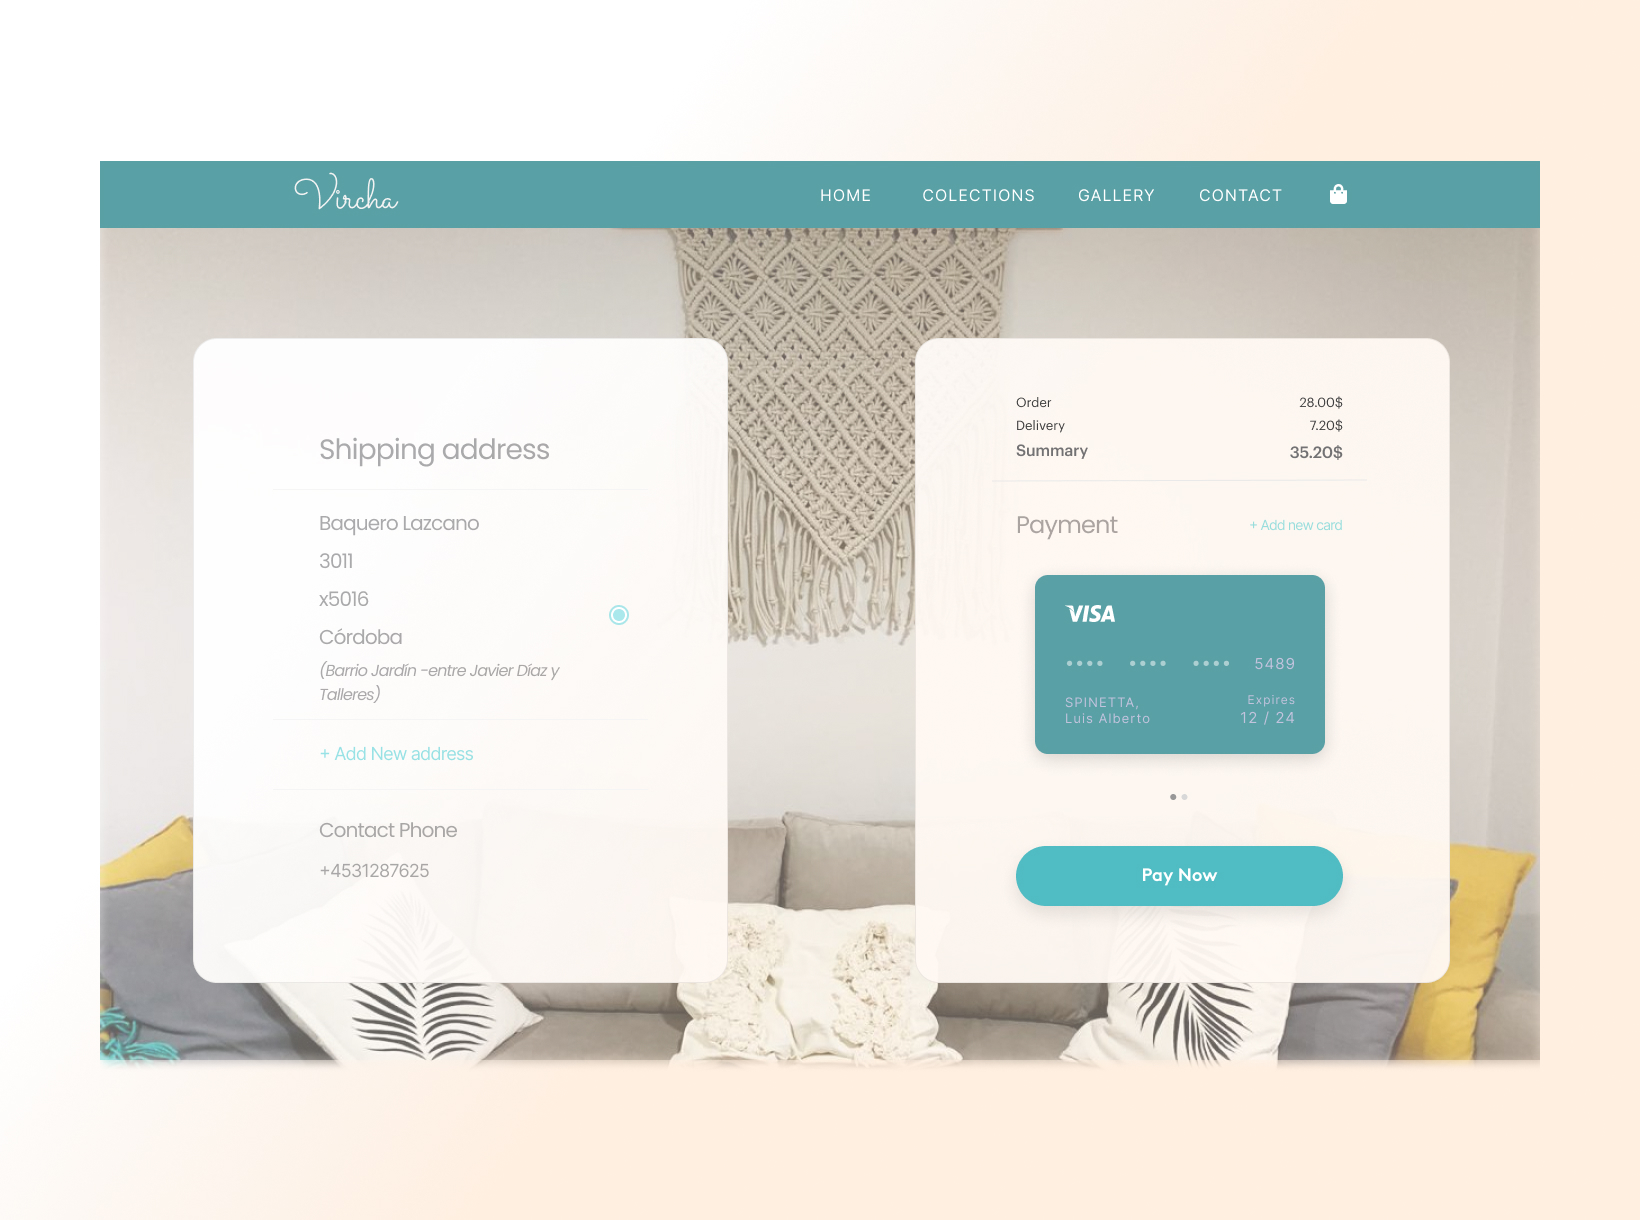 Vircha
HOME COLECTIONS GALLERY CONTACT
Shipping address
Baquero Lazcano
3011
x5016
Córdoba
(Barrio Jardín -entre Javier Díaz y
Talleres)
+ Add New address
Contact Phone
+4531287625
Order 28.00$
Delivery 7.20$
Summary 35.20$
Payment + Add new card
VISA
•••• •••• •••• 5489
SPINETTA, Expires
Luis Alberto 12 / 24
Pay Now